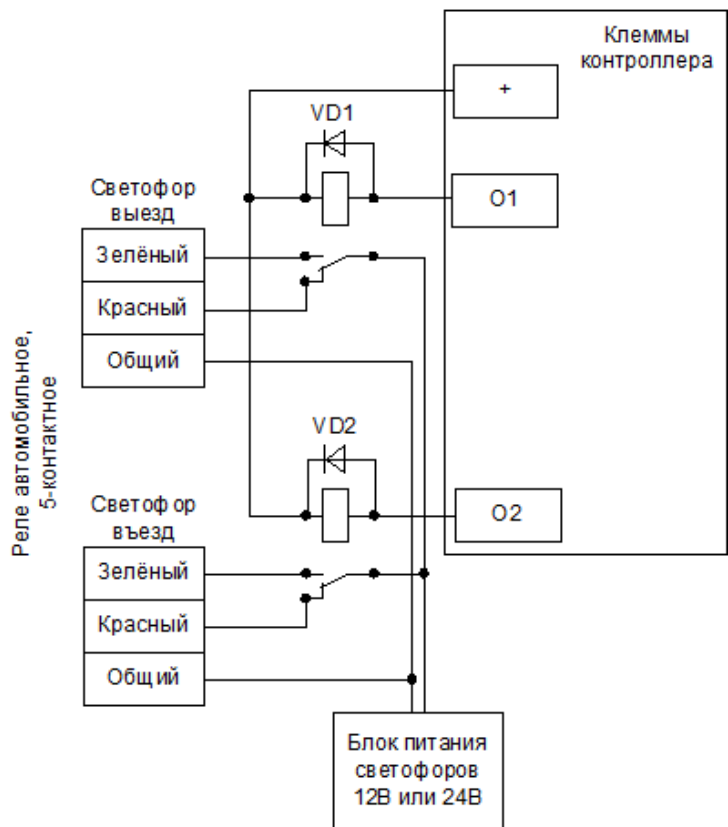 Клеммы
контроллера
+
VD1
O1
Светофор
выезд
Зелёный
Красный
Общий
Реле автомобильное,
5-контактное
VD2
O2
Светофор
въезд
Зелёный
Красный
Общий
Блок питания
светофоров
12В или 24В